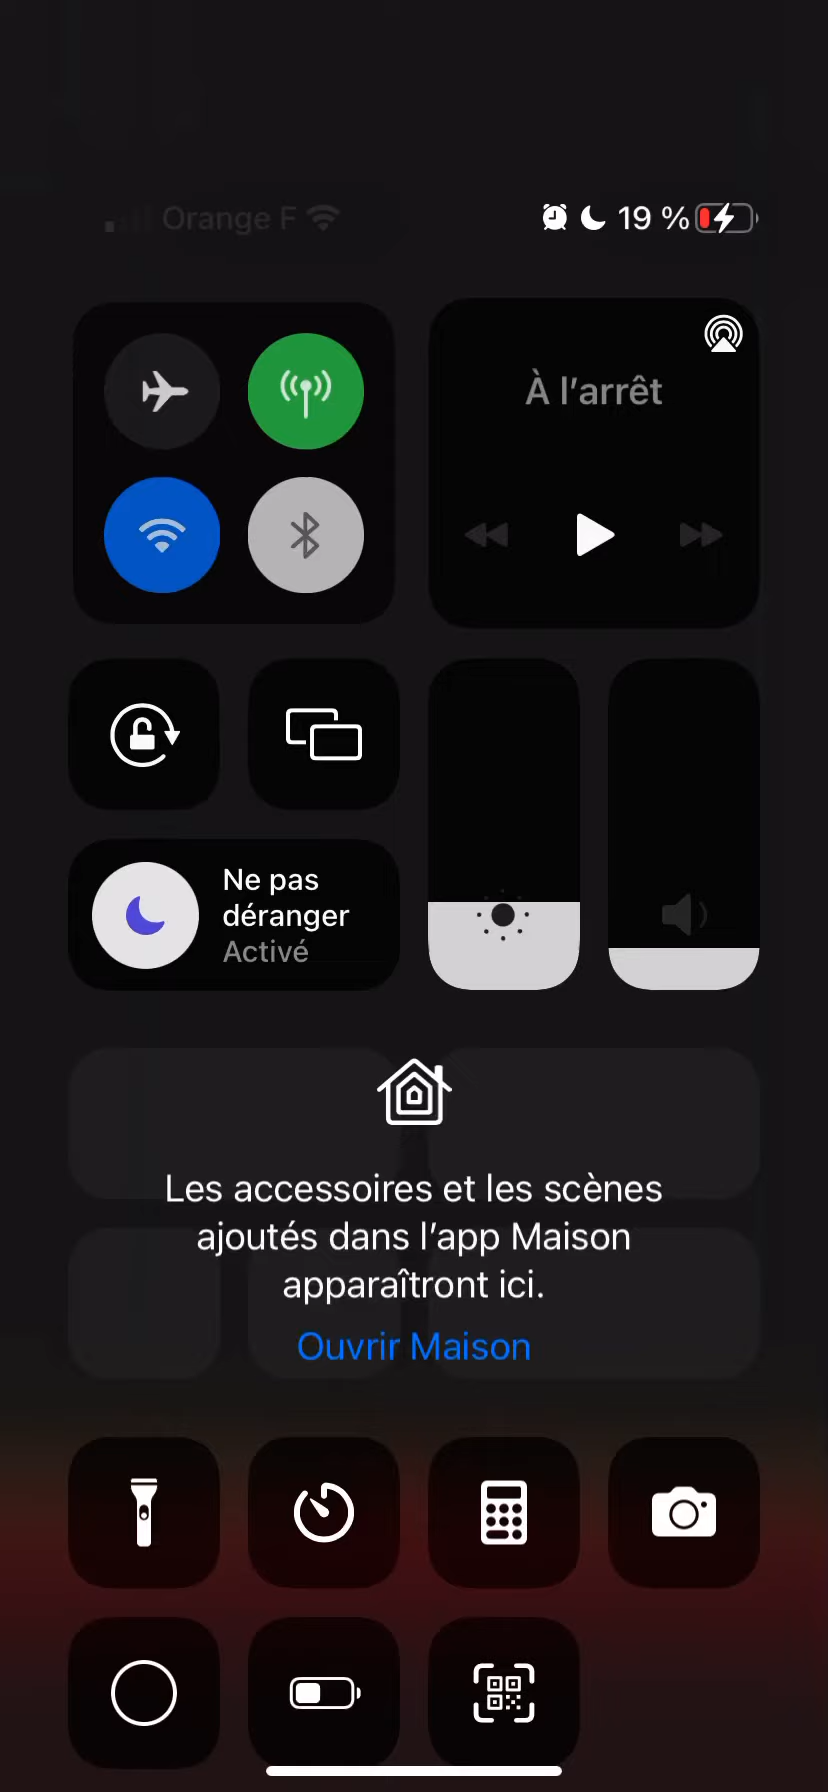 Orange F
19 %
À l’arrêt
Ne pas
déranger
Activé
Les accessoires et les scènes
ajoutés dans l’app Maison
apparaîtront ici.
Ouvrir Maison